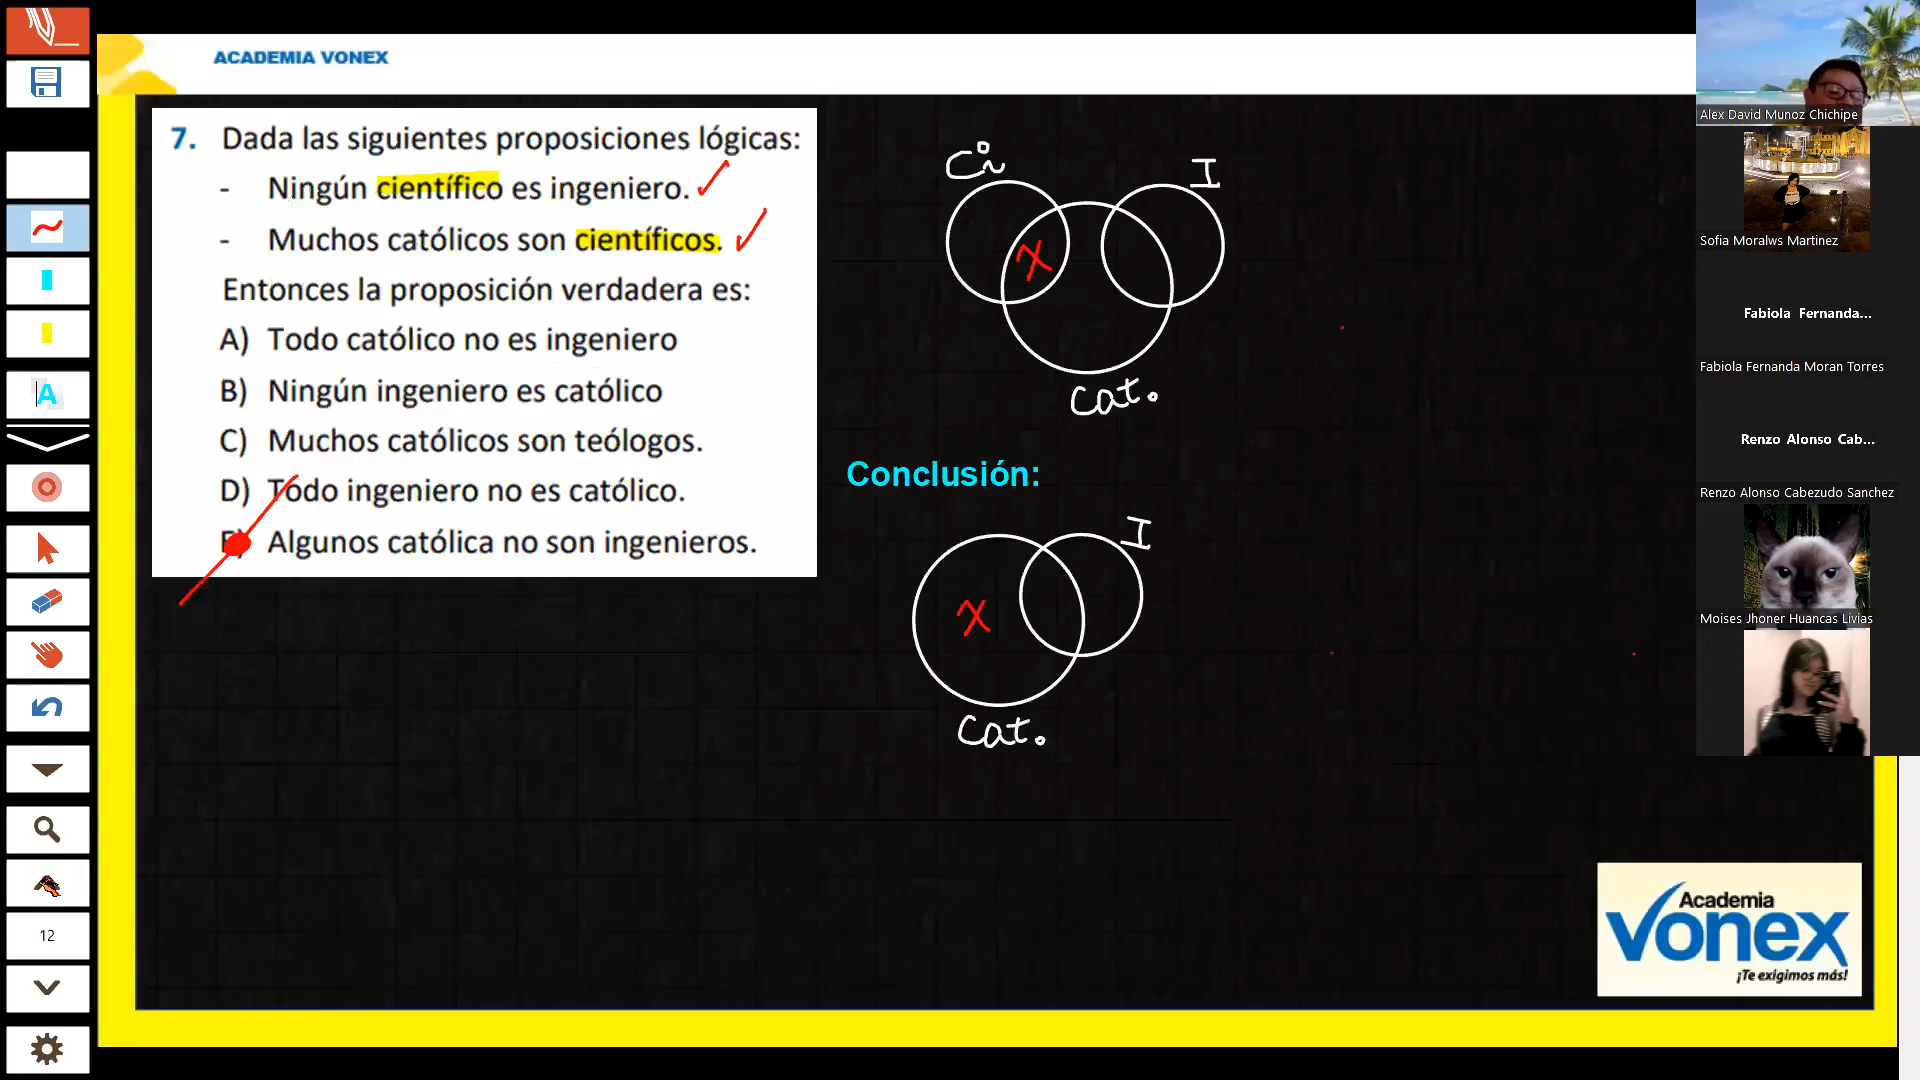 ACADEMIA VONEX
7. Dada las siguientes proposiciones lógicas:
- Ningún científico es ingeniero.
- Muchos católicos son científicos.
Entonces la proposición verdadera es:
A) Todo católico no es ingeniero
B) Ningún ingeniero es católico
C) Muchos católicos son teólogos.
D) Todo ingeniero no es católico.
E) Algunos católica no son ingenieros.
I
X
Cat.
Conclusión:
I
X
Cat.
Alex David Munoz Chichipe
Sofia Moralws Martinez
Fabiola Fernanda...
Fabiola Fernanda Moran Torres
Renzo Alonso Cab...
Renzo Alonso Cabezudo Sanchez
Moises Jhoner Huancas Livias
A
12
Academia
Vonex
¡Te exigimos más!